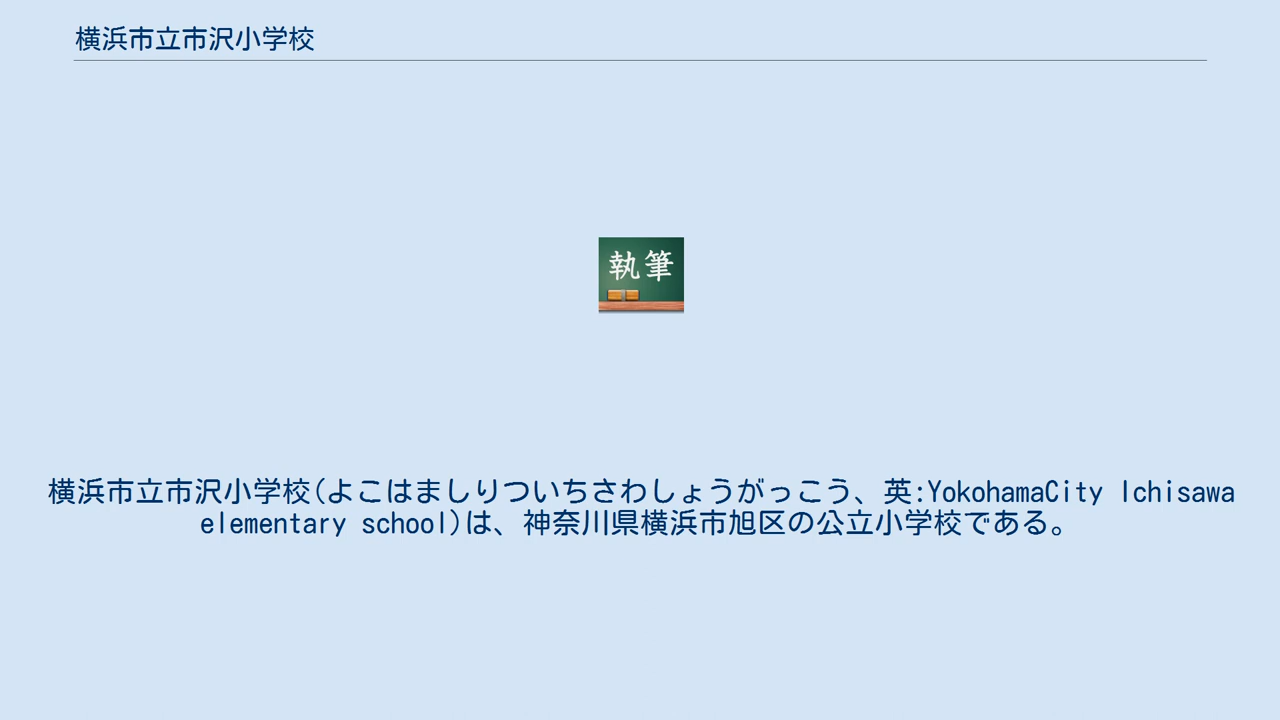 横浜市立市沢小学校
執筆
横浜市立市沢小学校(よこはましりついちさわしょうがっこう、英:YokohamaCity Ichisawa
elementary school)は、神奈川県横浜市旭区の公立小学校である。